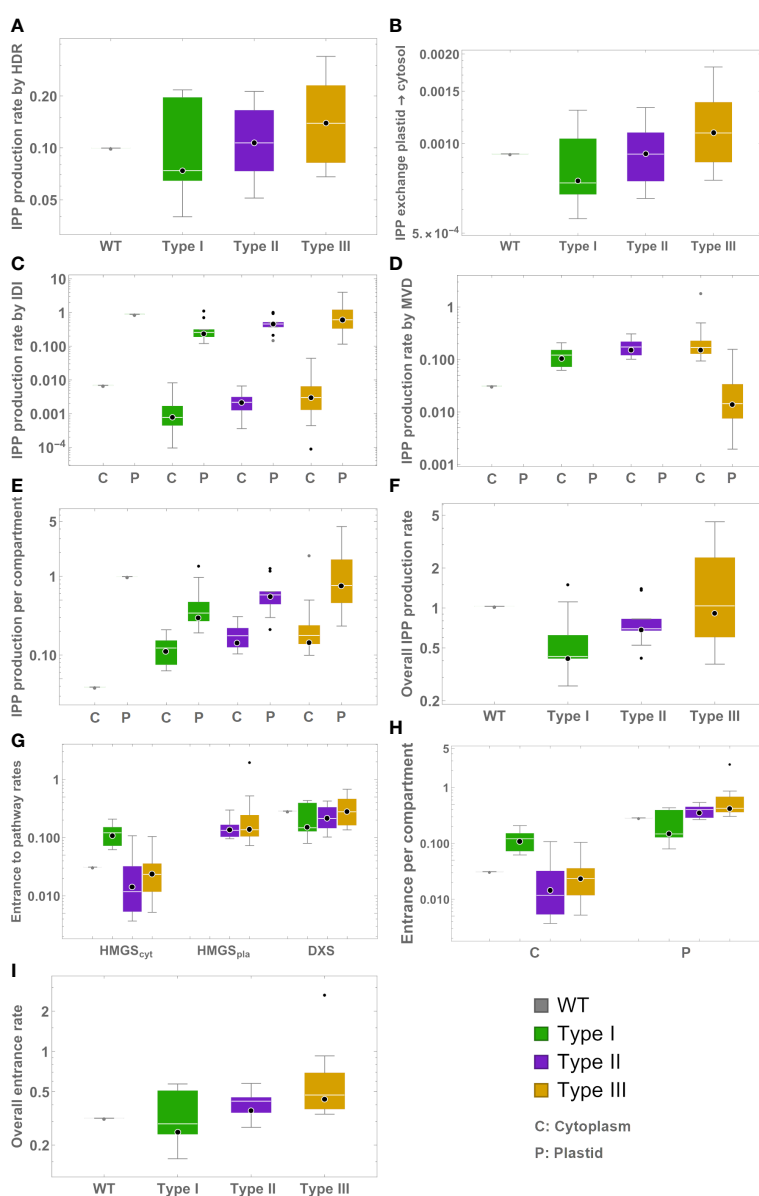 A
IPP production rate by HDR
0.20
0.10
0.05
WT Type I Type II Type III
B
IPP exchange plastid → cytosol
0.0020
0.0015
0.0010
5.×10⁻⁴
WT Type I Type II Type III
C
IPP production rate by IDI
10
1
0.100
0.010
0.001
10⁻⁴
C P C P C P C P
D
IPP production rate by MVD
1
0.100
0.010
0.001
C P C P C P C P
E
IPP production per compartment
5
1
0.5
0.10
C P C P C P C P
F
Overall IPP production rate
5
2
1
0.5
0.2
WT Type I Type II Type III
G
Entrance to pathway rates
1
0.100
0.010
HMGScyt HMGSpla DXS
H
Entrance per compartment
5
1
0.100
0.010
C P
I
Overall entrance rate
2
1
0.5
0.2
WT Type I Type II Type III
WT
Type I
Type II
Type III
C: Cytoplasm
P: Plastid